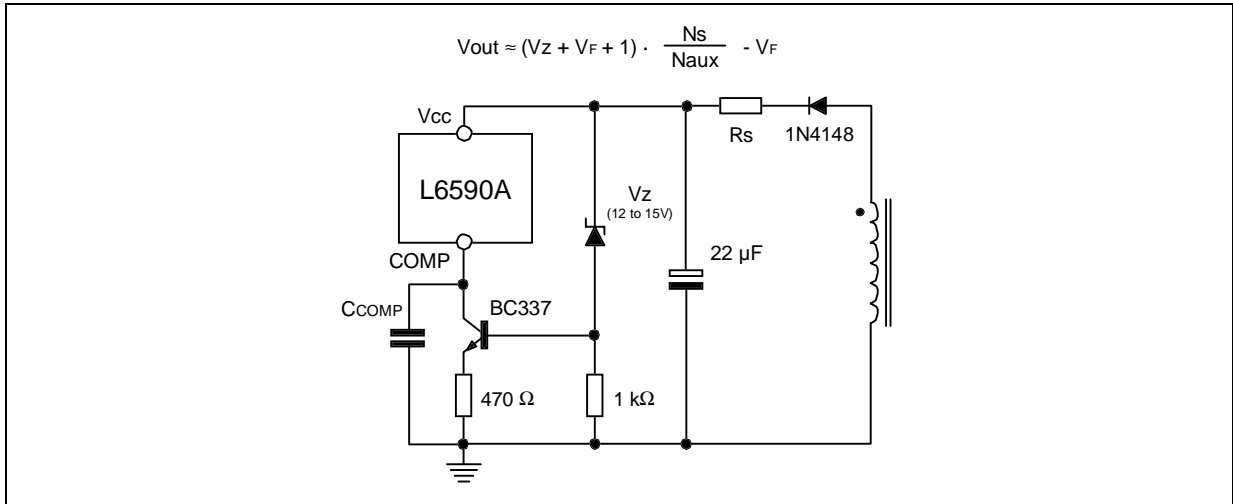 Vout ≈ (Vz + VF + 1) · Ns / Naux - VF
Vcc
Rs
1N4148
L6590A
Vz
(12 to 15V)
COMP
22 µF
CCOMP
BC337
470 Ω
1 kΩ